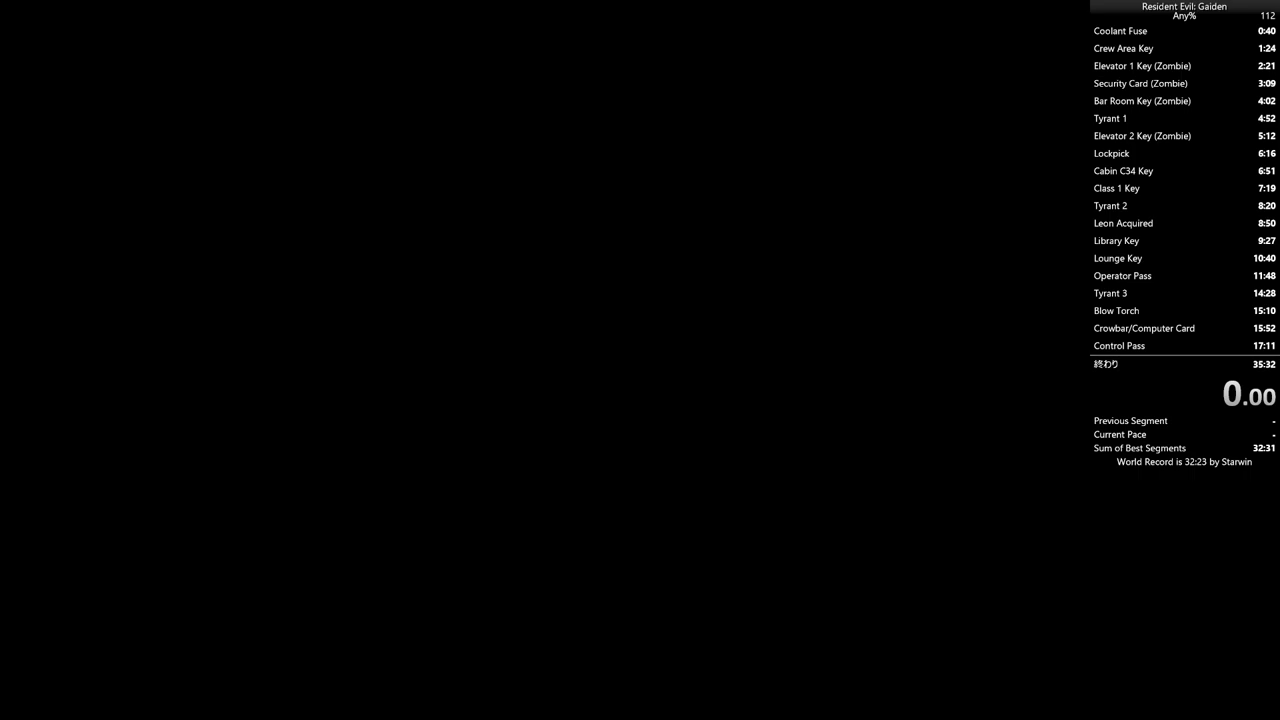 Resident Evil: Gaiden
Any% 112
Coolant Fuse 0:40
Crew Area Key 1:24
Elevator 1 Key (Zombie) 2:21
Security Card (Zombie) 3:09
Bar Room Key (Zombie) 4:02
Tyrant 1 4:52
Elevator 2 Key (Zombie) 5:12
Lockpick 6:16
Cabin C34 Key 6:51
Class 1 Key 7:19
Tyrant 2 8:20
Leon Acquired 8:50
Library Key 9:27
Lounge Key 10:40
Operator Pass 11:48
Tyrant 3 14:28
Blow Torch 15:10
Crowbar/Computer Card 15:52
Control Pass 17:11
終わり 35:32
0.00
Previous Segment -
Current Pace -
Sum of Best Segments 32:31
World Record is 32:23 by Starwin